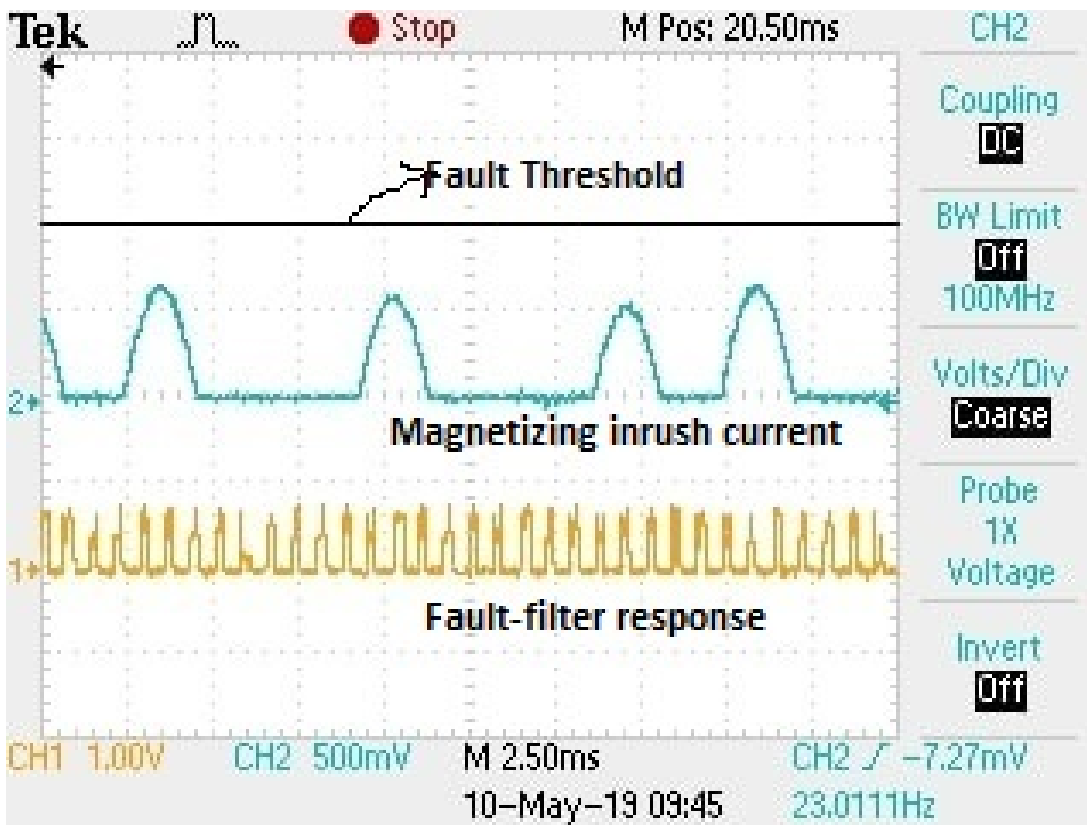 Tek Stop M Pos: 20.50ms CH2
Coupling
DC
Fault Threshold
BW Limit
Off
100MHz
Volts/Div
Coarse
2
Magnetizing inrush current
Probe
1X
Voltage
1
Fault-filter response
Invert
Off
CH1 1.00V CH2 500mV M 2.50ms CH2 / -7.27mV
10-May-19 09:45 23.0111Hz